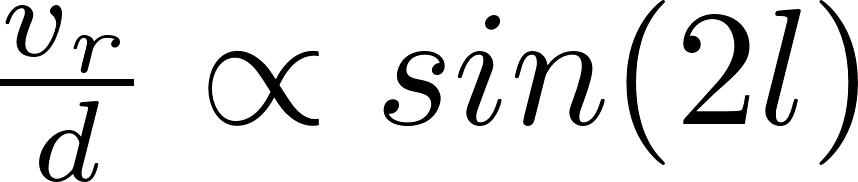 v_r/d ∝ sin(2l)